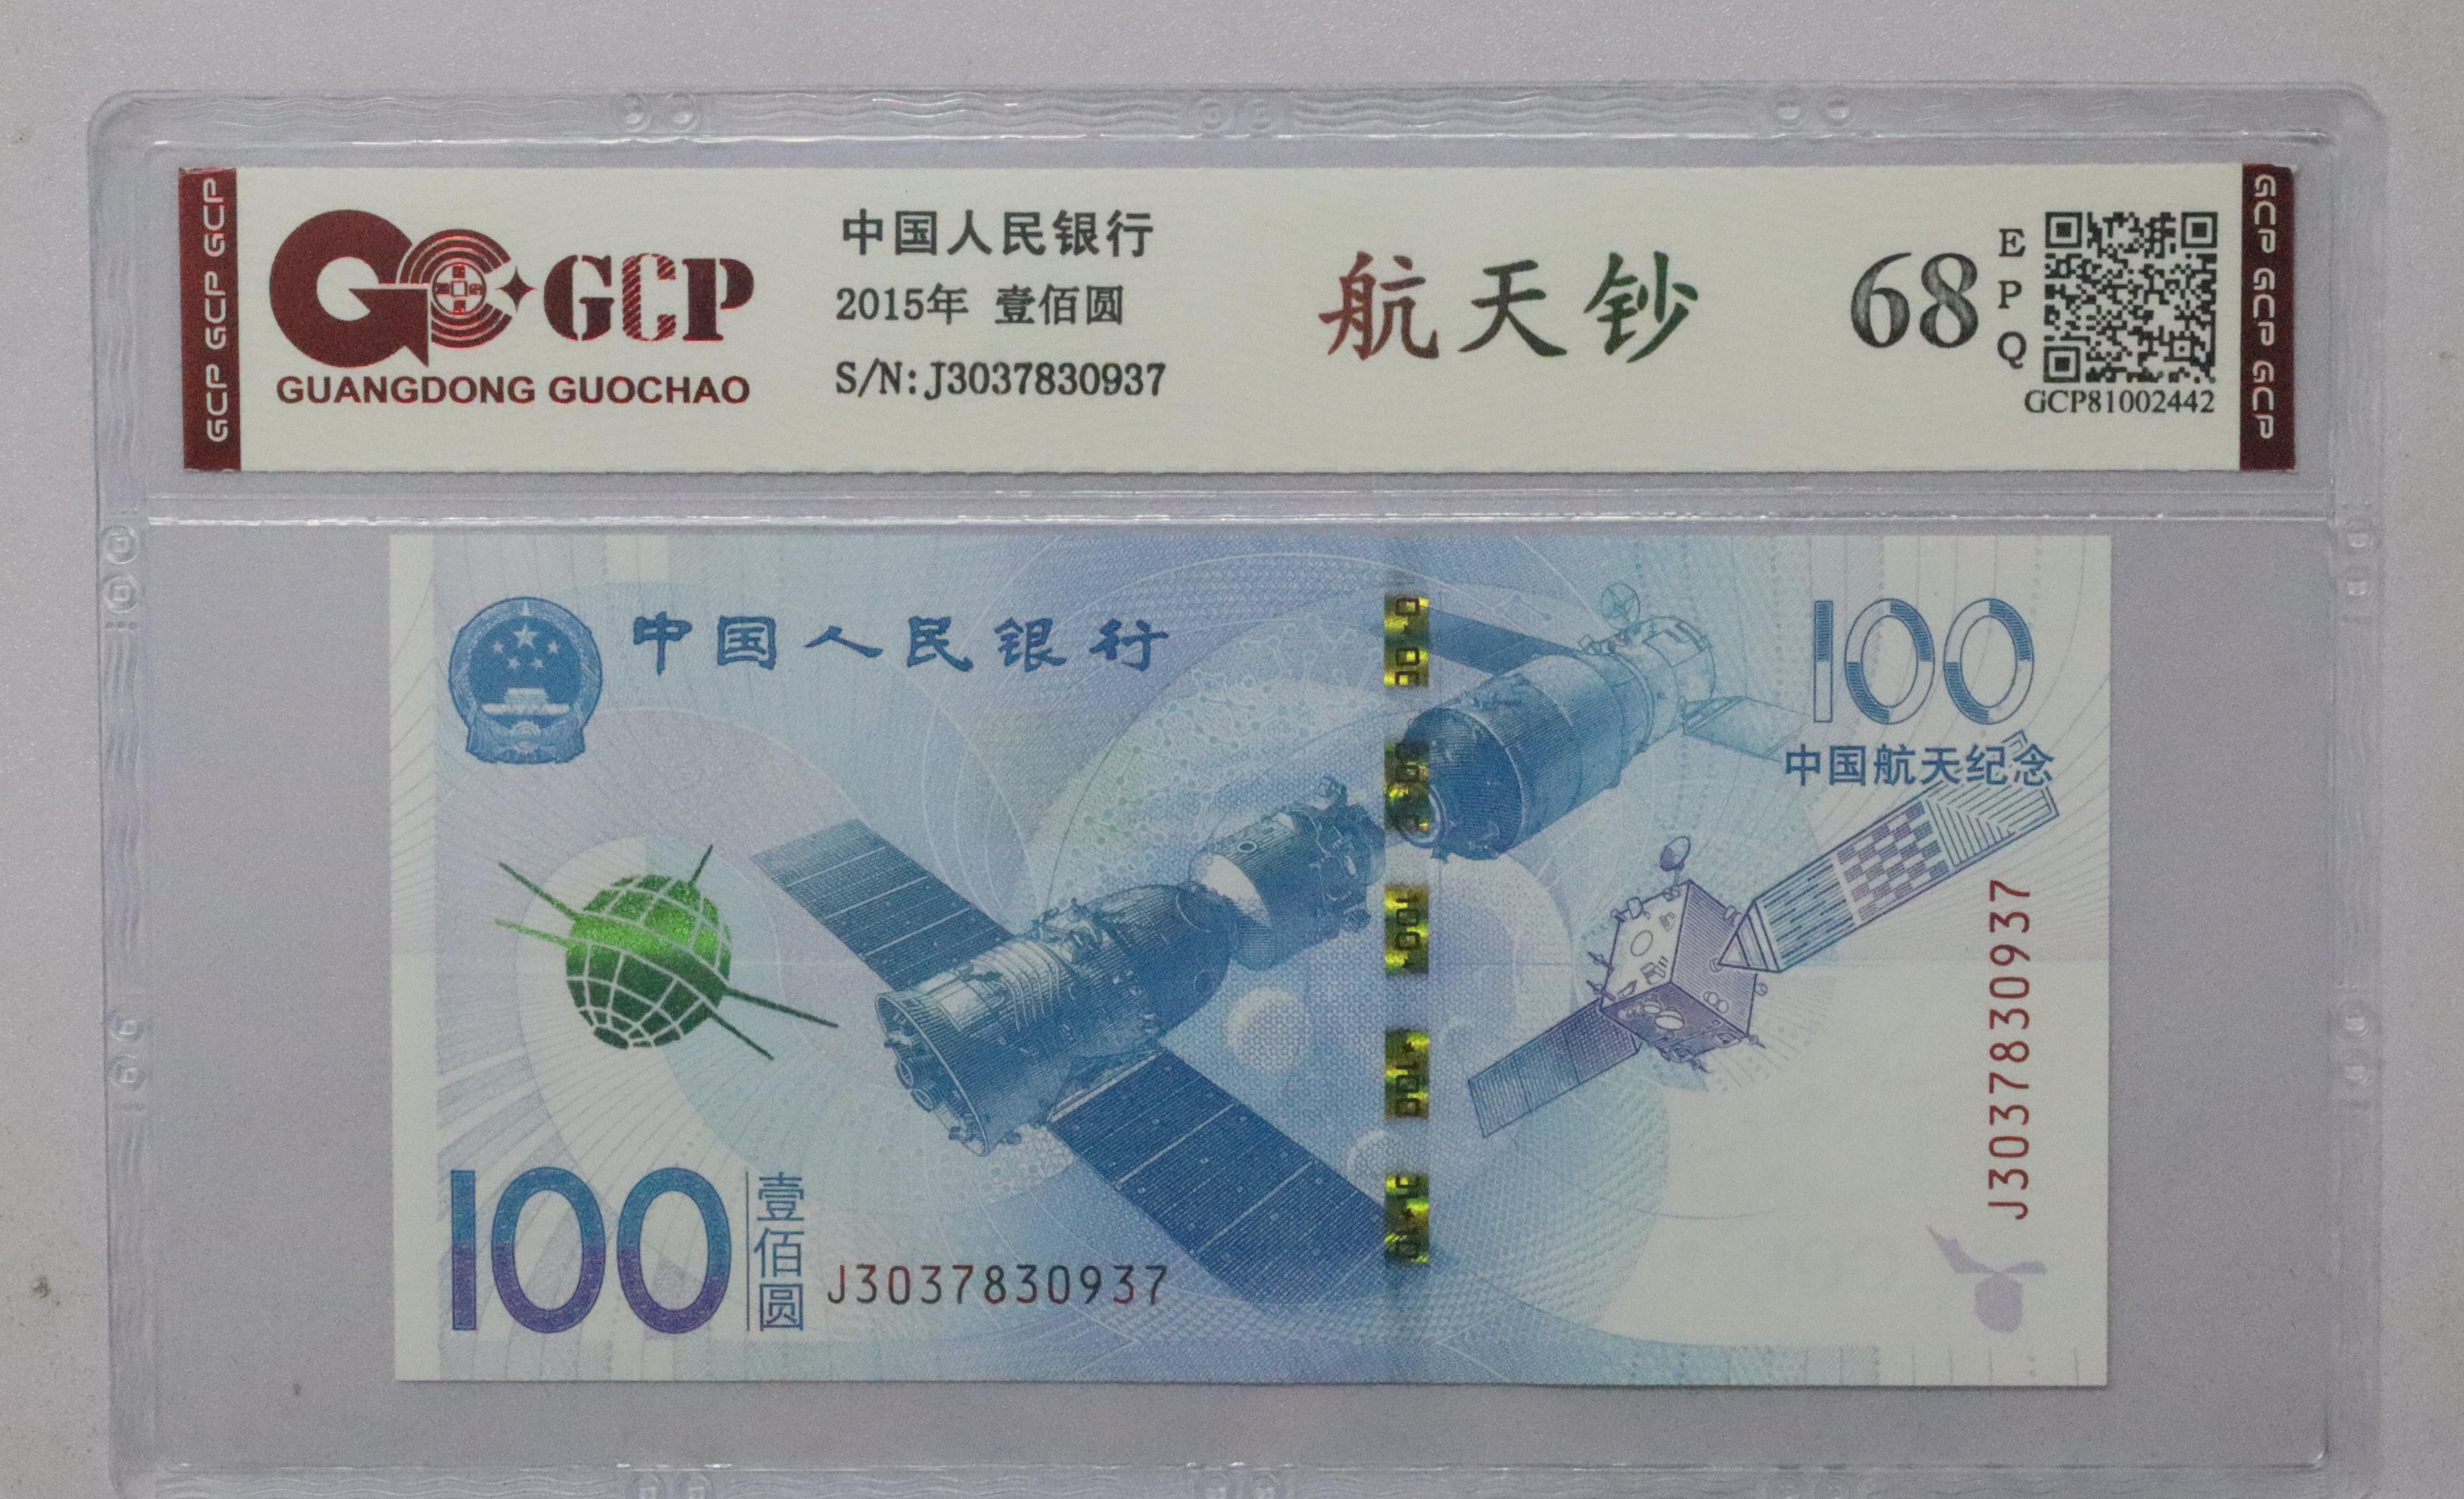 GCP GCP GCP
GCP
GUANGDONG GUOCHAO
中国人民银行
2015年 壹佰圆
S/N:J3037830937
航天钞
68
EPQ
GCP81002442
GCP GCP GCP
中国人民银行
100
中国航天纪念
J3037830937
100
壹佰圆
J3037830937